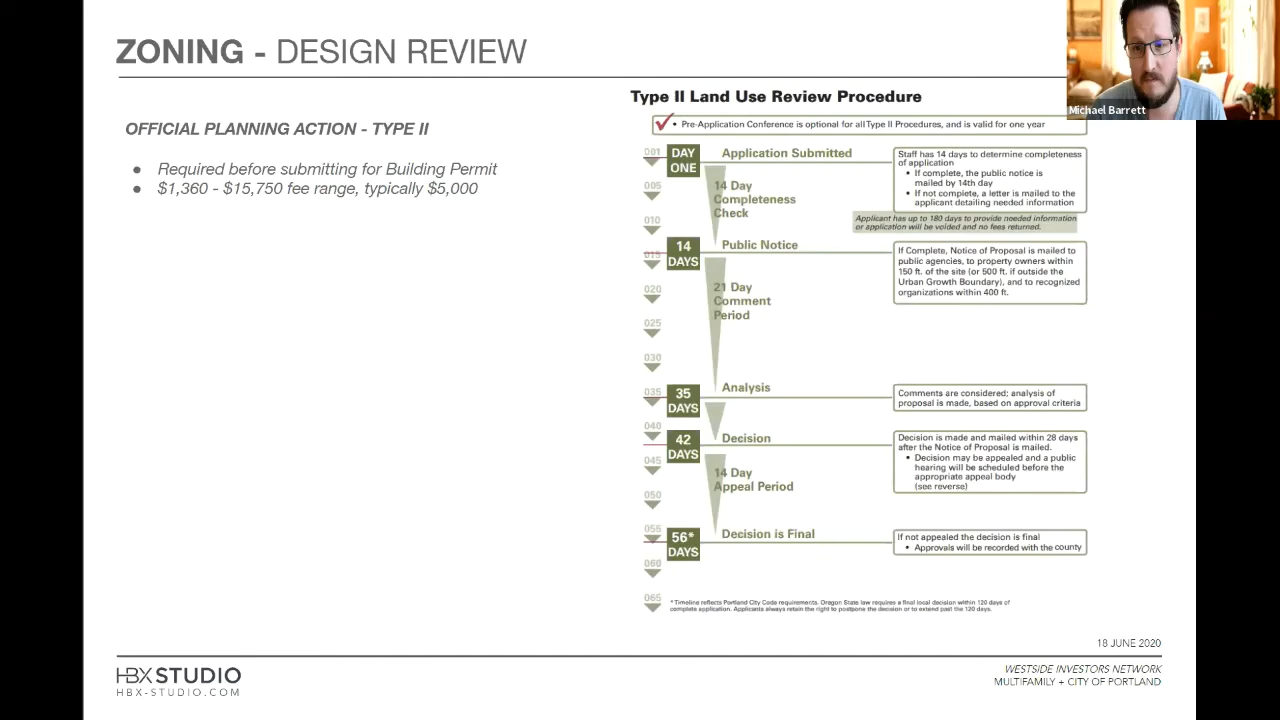 ZONING - DESIGN REVIEW
Michael Barrett
OFFICIAL PLANNING ACTION - TYPE II
● Required before submitting for Building Permit
● $1,360 - $15,750 fee range, typically $5,000
Type II Land Use Review Procedure
• Pre-Application Conference is optional for all Type II Procedures, and is valid for one year
001
DAY
ONE
Application Submitted
Staff has 14 days to determine completeness
of application
• If complete, the public notice is
mailed by 14th day
• If not complete, a letter is mailed to the
applicant detailing needed information
005
14 Day
Completeness
Check
010
Applicant has up to 180 days to provide needed information
or application will be voided and no fees returned.
015
14
DAYS
Public Notice
If Complete, Notice of Proposal is mailed to
public agencies, to property owners within
150 ft. of the site (or 500 ft. if outside the
Urban Growth Boundary), and to recognized
organizations within 400 ft.
020
21 Day
Comment
Period
025
030
035
35
DAYS
Analysis
Comments are considered; analysis of
proposal is made, based on approval criteria
040
42
DAYS
Decision
Decision is made and mailed within 28 days
after the Notice of Proposal is mailed.
• Decision may be appealed and a public
hearing will be scheduled before the
appropriate appeal body
(see reverse)
045
14 Day
Appeal Period
050
055
56*
DAYS
Decision is Final
If not appealed the decision is final
• Approvals will be recorded with the county
060
065
* Timeline reflects Portland City Code requirements. Oregon State law requires a final local decision within 120 days of
complete application. Applicants always retain the right to postpone the decision or to extend past the 120 days.
18 JUNE 2020
HBX STUDIO
HBX-STUDIO.COM
WESTSIDE INVESTORS NETWORK
MULTIFAMILY + CITY OF PORTLAND